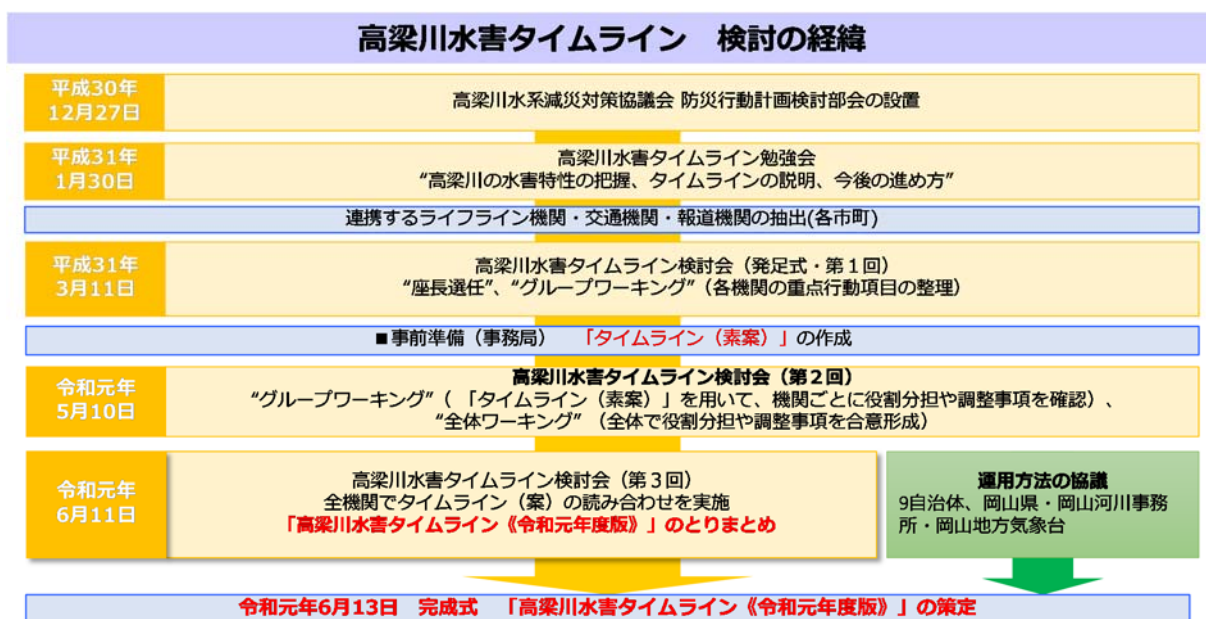 高梁川水害タイムライン　検討の経緯
平成30年
12月27日
高梁川水系減災対策協議会 防災行動計画検討部会の設置
平成31年
1月30日
高梁川水害タイムライン勉強会
“高梁川の水害特性の把握、タイムラインの説明、今後の進め方”
連携するライフライン機関・交通機関・報道機関の抽出(各市町)
平成31年
3月11日
高梁川水害タイムライン検討会（発足式・第１回）
“座長選任”、“グループワーキング”（各機関の重点行動項目の整理）
■事前準備（事務局）　「タイムライン（素案）」の作成
令和元年
5月10日
高梁川水害タイムライン検討会（第２回）
“グループワーキング”（「タイムライン（素案）」を用いて、機関ごとに役割分担や調整事項を確認）、
“全体ワーキング”（全体で役割分担や調整事項を合意形成）
令和元年
6月11日
高梁川水害タイムライン検討会（第３回）
全機関でタイムライン（案）の読み合わせを実施
「高梁川水害タイムライン《令和元年度版》」のとりまとめ
運用方法の協議
9自治体、岡山県・岡山河川事務
所・岡山地方気象台
令和元年6月13日　完成式　「高梁川水害タイムライン《令和元年度版》」の策定